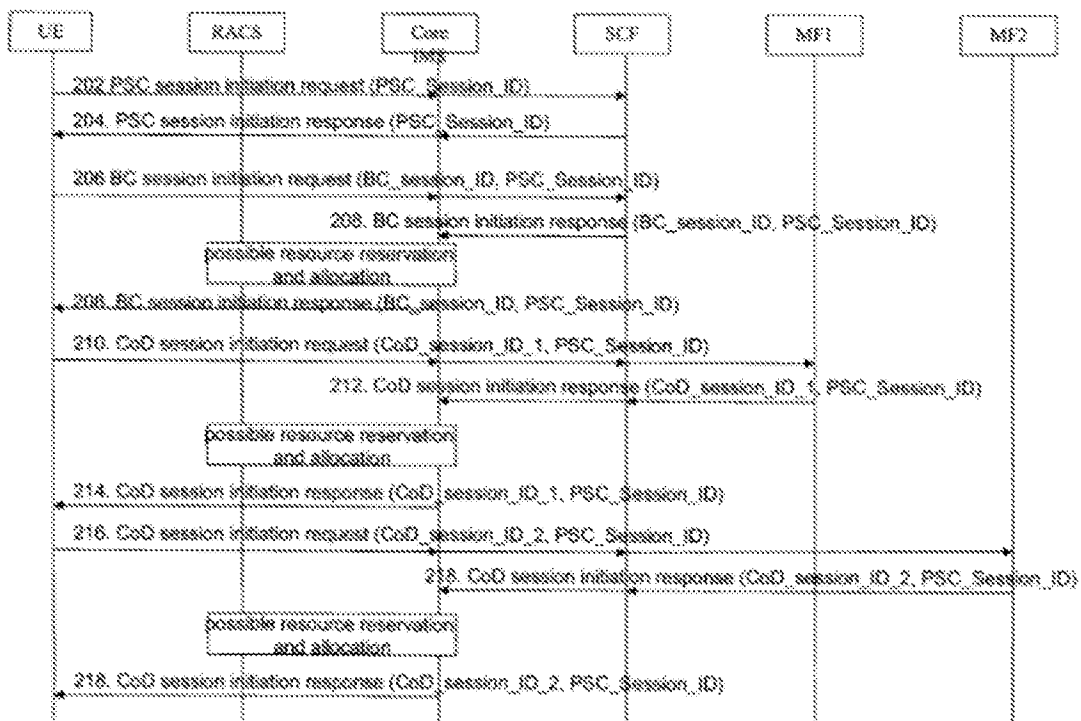 UE RACS Core SCF MF1 MF2
IMS
202 PSC session initiation request (PSC_Session_ID)
204. PSC session initiation response (PSC_Session_ID)
206 BC session initiation request (BC_session_ID, PSC_Session_ID)
208. BC session initiation response (BC_session_ID, PSC_Session_ID)
possible resource reservation
and allocation
208. BC session initiation response (BC_session_ID, PSC_Session_ID)
210. CoD session initiation request (CoD_session_ID_1, PSC_Session_ID)
212. CoD session initiation response (CoD_session_ID_1, PSC_Session_ID)
possible resource reservation
and allocation
214. CoD session initiation response (CoD_session_ID_1, PSC_Session_ID)
216. CoD session initiation request (CoD_session_ID_2, PSC_Session_ID)
218. CoD session initiation response (CoD_session_ID_2, PSC_Session_ID)
possible resource reservation
and allocation
218. CoD session initiation response (CoD_session_ID_2, PSC_Session_ID)